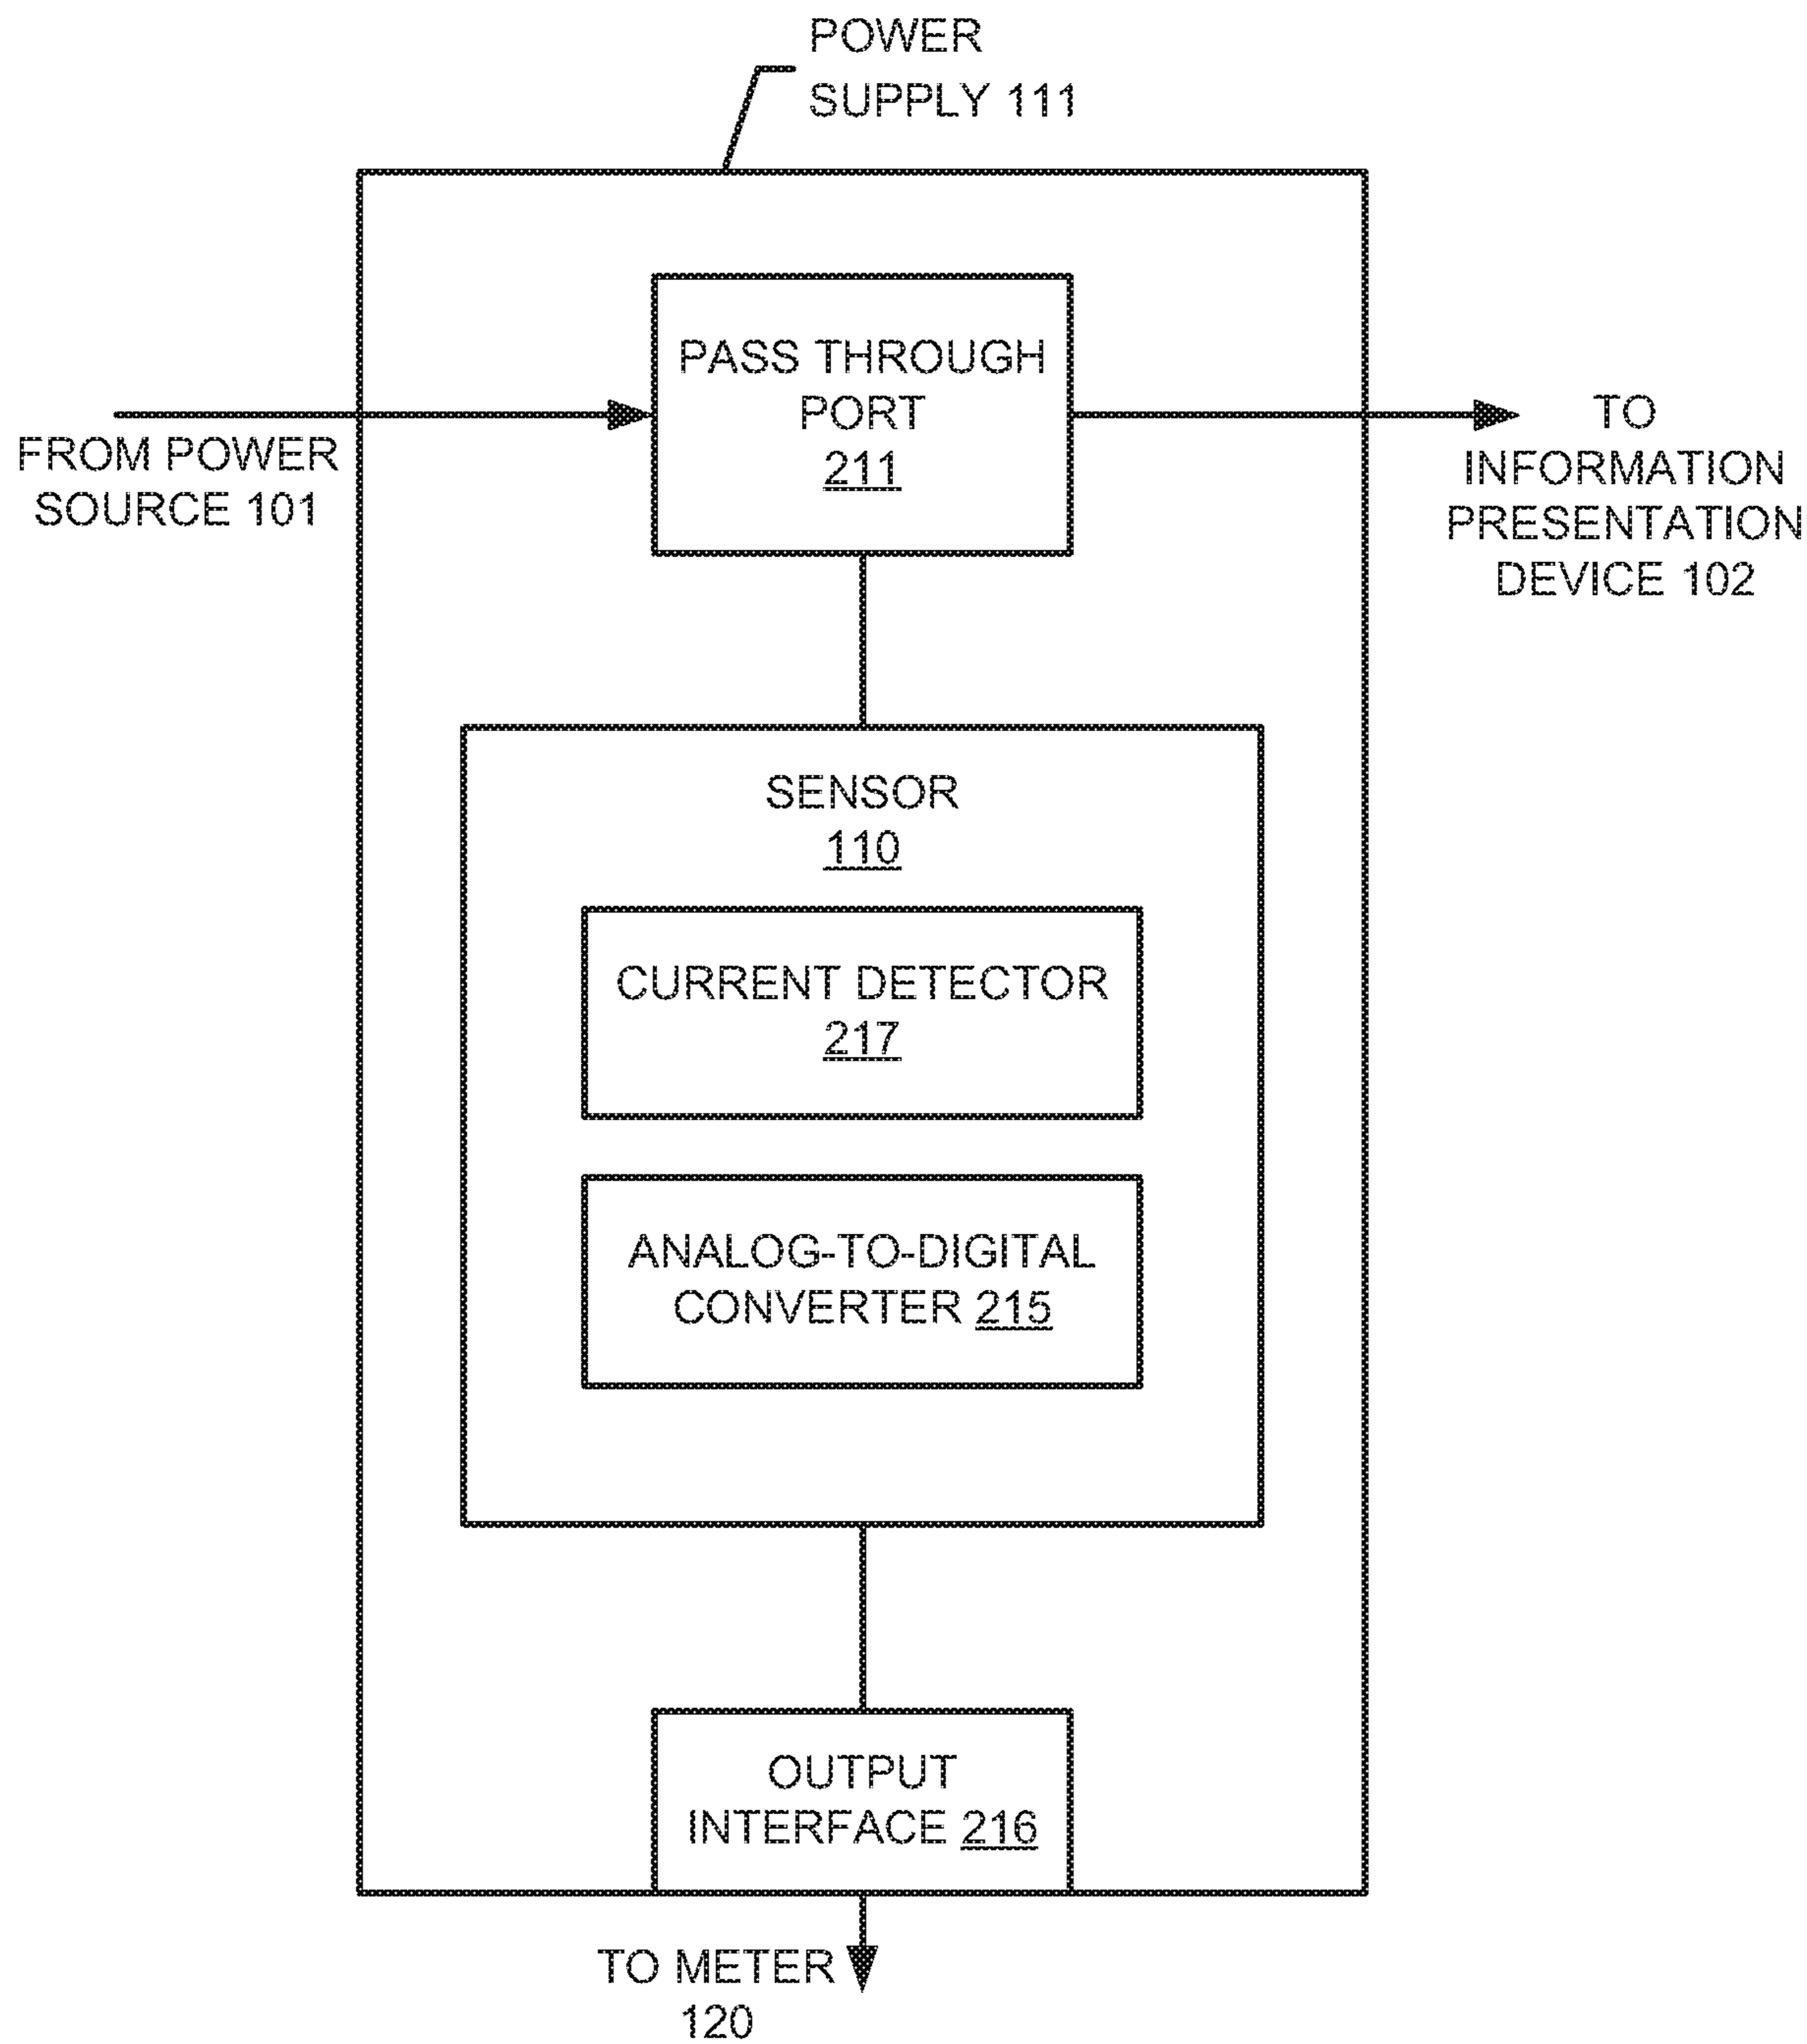 POWER
SUPPLY 111
PASS THROUGH
PORT
211
FROM POWER
SOURCE 101
TO
INFORMATION
PRESENTATION
DEVICE 102
SENSOR
110
CURRENT DETECTOR
217
ANALOG-TO-DIGITAL
CONVERTER 215
OUTPUT
INTERFACE 216
TO METER
120